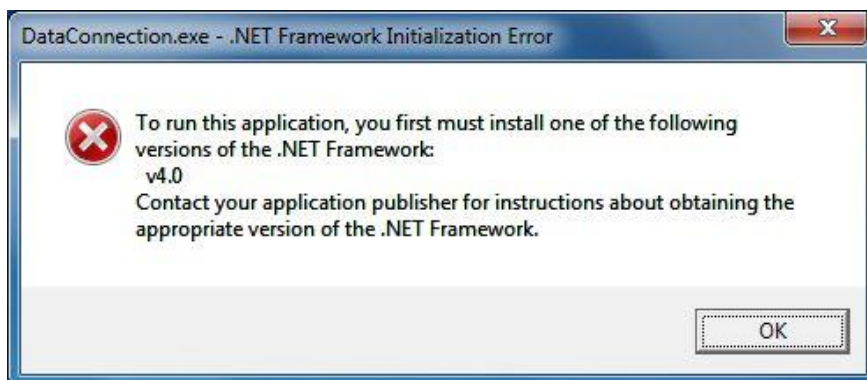 DataConnection.exe - .NET Framework Initialization Error
To run this application, you first must install one of the following
versions of the .NET Framework:
v4.0
Contact your application publisher for instructions about obtaining the
appropriate version of the .NET Framework.
OK